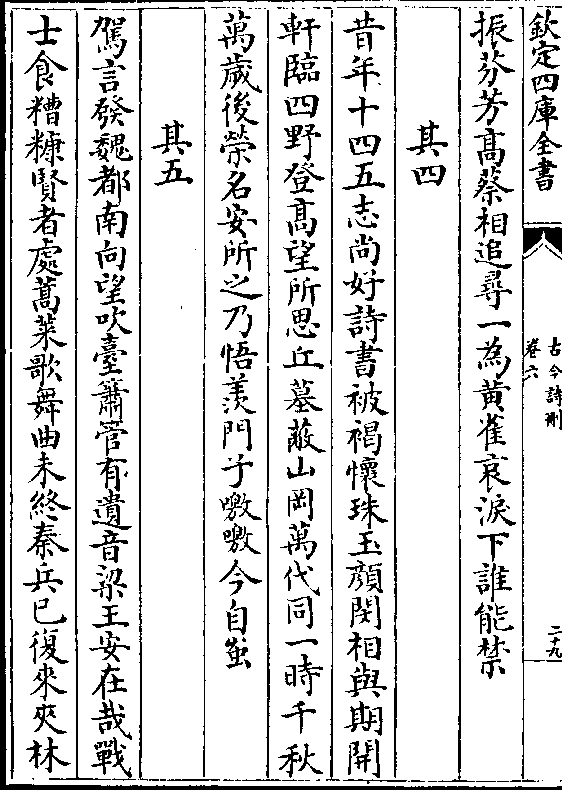 欽定四庫全書
古今詩刪
卷六
二十九
振芬芳髙蔡相追尋一為黄雀哀淚下誰能禁
其四
昔年十四五志尚好詩書被褐懷珠玉顔閔相與期開
軒臨四野登髙望所思丘墓蔽山岡萬代同一時千秋
萬歲後榮名安所之乃悟羨門子噭噭今自蚩
其五
駕言發魏都南向望吹臺簫管有遺音梁王安在哉戰
士食糟糠賢者處蒿萊歌舞曲未終秦兵已復來夾林